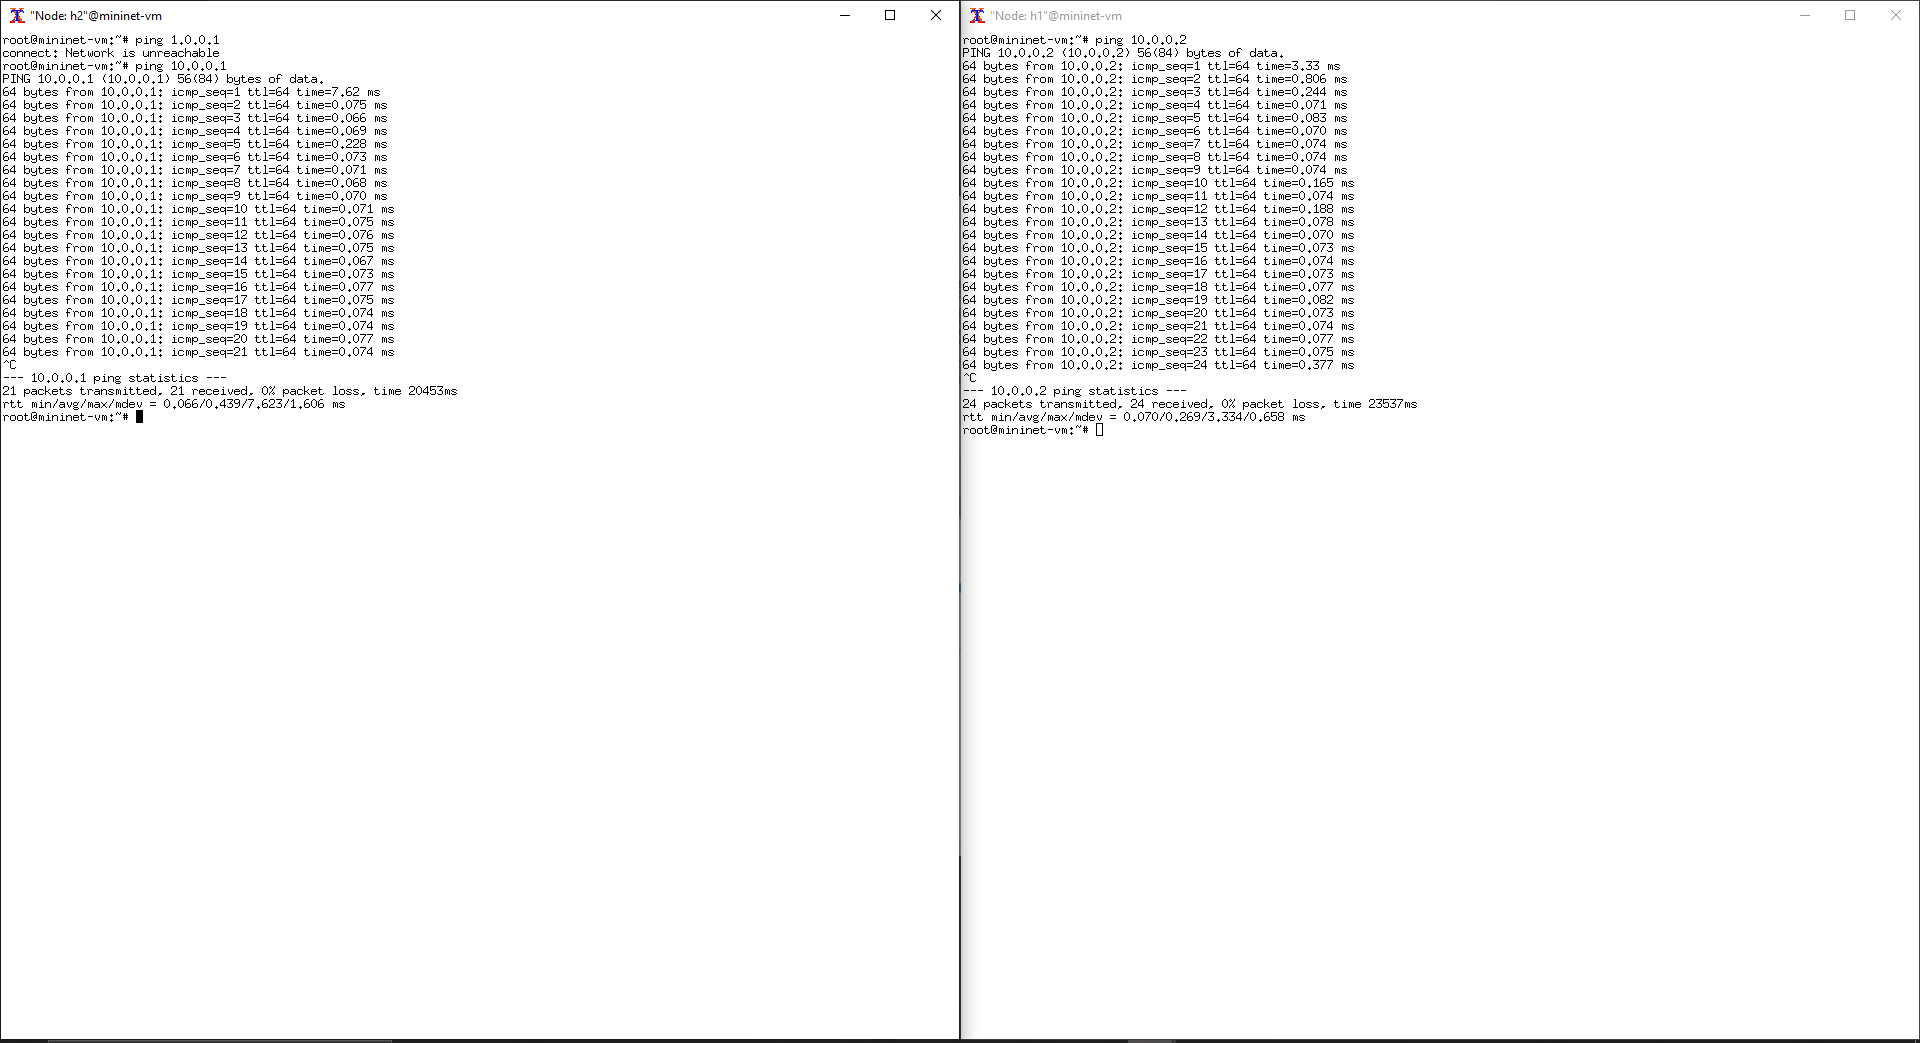 "Node: h2"@mininet-vm
root@mininet-vm:~# ping 1.0.0.1
connect: Network is unreachable
root@mininet-vm:~# ping 10.0.0.1
PING 10.0.0.1 (10.0.0.1) 56(84) bytes of data.
64 bytes from 10.0.0.1: icmp_seq=1 ttl=64 time=7.62 ms
64 bytes from 10.0.0.1: icmp_seq=2 ttl=64 time=0.075 ms
64 bytes from 10.0.0.1: icmp_seq=3 ttl=64 time=0.066 ms
64 bytes from 10.0.0.1: icmp_seq=4 ttl=64 time=0.069 ms
64 bytes from 10.0.0.1: icmp_seq=5 ttl=64 time=0.228 ms
64 bytes from 10.0.0.1: icmp_seq=6 ttl=64 time=0.073 ms
64 bytes from 10.0.0.1: icmp_seq=7 ttl=64 time=0.071 ms
64 bytes from 10.0.0.1: icmp_seq=8 ttl=64 time=0.068 ms
64 bytes from 10.0.0.1: icmp_seq=9 ttl=64 time=0.070 ms
64 bytes from 10.0.0.1: icmp_seq=10 ttl=64 time=0.071 ms
64 bytes from 10.0.0.1: icmp_seq=11 ttl=64 time=0.075 ms
64 bytes from 10.0.0.1: icmp_seq=12 ttl=64 time=0.076 ms
64 bytes from 10.0.0.1: icmp_seq=13 ttl=64 time=0.075 ms
64 bytes from 10.0.0.1: icmp_seq=14 ttl=64 time=0.067 ms
64 bytes from 10.0.0.1: icmp_seq=15 ttl=64 time=0.073 ms
64 bytes from 10.0.0.1: icmp_seq=16 ttl=64 time=0.077 ms
64 bytes from 10.0.0.1: icmp_seq=17 ttl=64 time=0.075 ms
64 bytes from 10.0.0.1: icmp_seq=18 ttl=64 time=0.074 ms
64 bytes from 10.0.0.1: icmp_seq=19 ttl=64 time=0.074 ms
64 bytes from 10.0.0.1: icmp_seq=20 ttl=64 time=0.077 ms
64 bytes from 10.0.0.1: icmp_seq=21 ttl=64 time=0.074 ms
^C
--- 10.0.0.1 ping statistics ---
21 packets transmitted, 21 received, 0% packet loss, time 20453ms
rtt min/avg/max/mdev = 0.066/0.439/7.623/1.606 ms
root@mininet-vm:~#
"Node: h1"@mininet-vm
root@mininet-vm:~# ping 10.0.0.2
PING 10.0.0.2 (10.0.0.2) 56(84) bytes of data.
64 bytes from 10.0.0.2: icmp_seq=1 ttl=64 time=3.33 ms
64 bytes from 10.0.0.2: icmp_seq=2 ttl=64 time=0.806 ms
64 bytes from 10.0.0.2: icmp_seq=3 ttl=64 time=0.244 ms
64 bytes from 10.0.0.2: icmp_seq=4 ttl=64 time=0.071 ms
64 bytes from 10.0.0.2: icmp_seq=5 ttl=64 time=0.083 ms
64 bytes from 10.0.0.2: icmp_seq=6 ttl=64 time=0.070 ms
64 bytes from 10.0.0.2: icmp_seq=7 ttl=64 time=0.074 ms
64 bytes from 10.0.0.2: icmp_seq=8 ttl=64 time=0.074 ms
64 bytes from 10.0.0.2: icmp_seq=9 ttl=64 time=0.074 ms
64 bytes from 10.0.0.2: icmp_seq=10 ttl=64 time=0.165 ms
64 bytes from 10.0.0.2: icmp_seq=11 ttl=64 time=0.074 ms
64 bytes from 10.0.0.2: icmp_seq=12 ttl=64 time=0.188 ms
64 bytes from 10.0.0.2: icmp_seq=13 ttl=64 time=0.078 ms
64 bytes from 10.0.0.2: icmp_seq=14 ttl=64 time=0.070 ms
64 bytes from 10.0.0.2: icmp_seq=15 ttl=64 time=0.073 ms
64 bytes from 10.0.0.2: icmp_seq=16 ttl=64 time=0.074 ms
64 bytes from 10.0.0.2: icmp_seq=17 ttl=64 time=0.073 ms
64 bytes from 10.0.0.2: icmp_seq=18 ttl=64 time=0.077 ms
64 bytes from 10.0.0.2: icmp_seq=19 ttl=64 time=0.082 ms
64 bytes from 10.0.0.2: icmp_seq=20 ttl=64 time=0.073 ms
64 bytes from 10.0.0.2: icmp_seq=21 ttl=64 time=0.074 ms
64 bytes from 10.0.0.2: icmp_seq=22 ttl=64 time=0.077 ms
64 bytes from 10.0.0.2: icmp_seq=23 ttl=64 time=0.075 ms
64 bytes from 10.0.0.2: icmp_seq=24 ttl=64 time=0.377 ms
^C
--- 10.0.0.2 ping statistics ---
24 packets transmitted, 24 received, 0% packet loss, time 23537ms
rtt min/avg/max/mdev = 0.070/0.269/3.334/0.658 ms
root@mininet-vm:~#